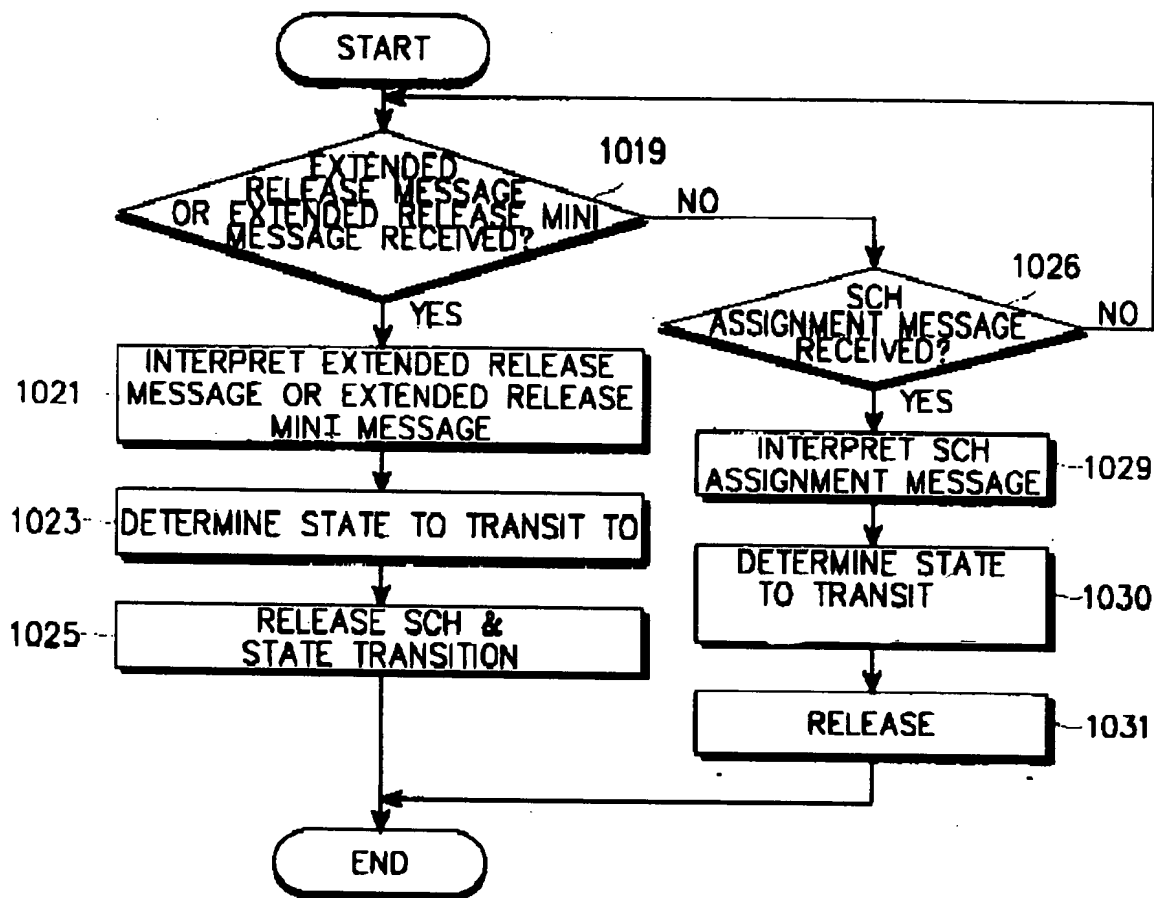 START
EXTENDED
RELEASE MESSAGE
OR EXTENDED RELEASE MINI
MESSAGE RECEIVED?
1019
NO
YES
SCH
ASSIGNMENT MESSAGE
RECEIVED?
1026
NO
YES
INTERPRET EXTENDED RELEASE
MESSAGE OR EXTENDED RELEASE
MINI MESSAGE
1021
INTERPRET SCH
ASSIGNMENT MESSAGE
1029
DETERMINE STATE TO TRANSIT TO
1023
DETERMINE STATE
TO TRANSIT
1030
RELEASE SCH &
STATE TRANSITION
1025
RELEASE
1031
END